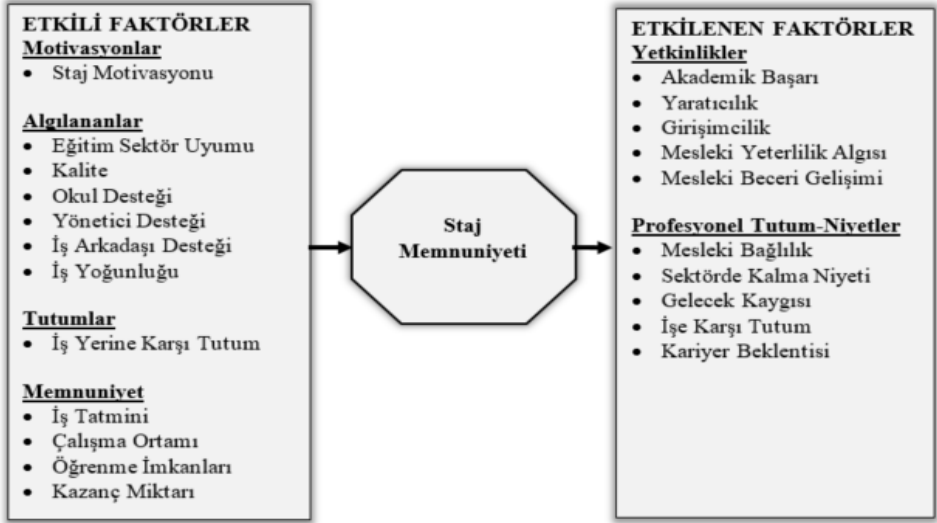 ETKİLİ FAKTÖRLER
Motivasyonlar
• Staj Motivasyonu
Algılananlar
• Eğitim Sektör Uyumu
• Kalite
• Okul Desteği
• Yönetici Desteği
• İş Arkadaşı Desteği
• İş Yoğunluğu
Tutumlar
• İş Yerine Karşı Tutum
Memnuniyet
• İş Tatmini
• Çalışma Ortamı
• Öğrenme İmkanları
• Kazanç Miktarı
Staj
Memnuniyeti
ETKİLENEN FAKTÖRLER
Yetkinlikler
• Akademik Başarı
• Yaratıcılık
• Girişimcilik
• Mesleki Yeterlilik Algısı
• Mesleki Beceri Gelişimi
Profesyonel Tutum-Niyetler
• Mesleki Bağlılık
• Sektörde Kalma Niyeti
• Gelecek Kaygısı
• İşe Karşı Tutum
• Kariyer Beklentisi